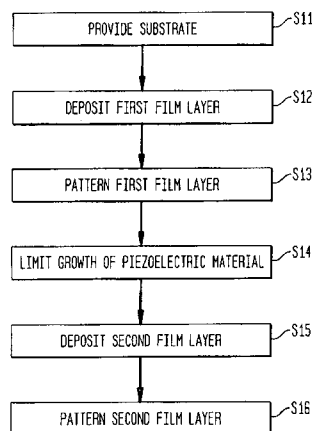 PROVIDE SUBSTRATE S11
DEPOSIT FIRST FILM LAYER S12
PATTERN FIRST FILM LAYER S13
LIMIT GROWTH OF PIEZOELECTRIC MATERIAL S14
DEPOSIT SECOND FILM LAYER S15
PATTERN SECOND FILM LAYER S16